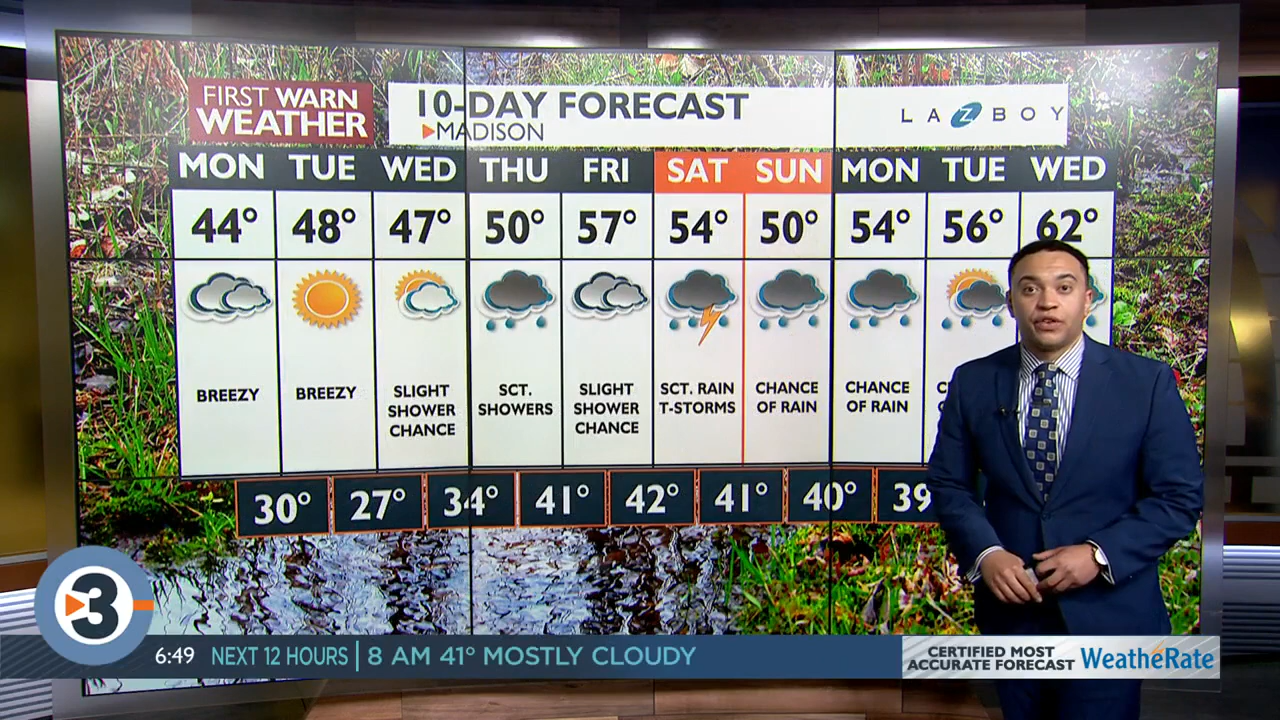 FIRST WARN
WEATHER
10-DAY FORECAST
MADISON
LAZBOY
MON TUE WED THU FRI SAT SUN MON TUE WED
44° 48° 47° 50° 57° 54° 50° 54° 56° 62°
BREEZY
BREEZY
SLIGHT
SHOWER
CHANCE
SCT.
SHOWERS
SLIGHT
SHOWER
CHANCE
SCT. RAIN
T-STORMS
CHANCE
OF RAIN
CHANCE
OF RAIN
30° 27° 34° 41° 42° 41° 40° 39
3
6:49 NEXT 12 HOURS | 8 AM 41° MOSTLY CLOUDY
CERTIFIED MOST
ACCURATE FORECAST
WeatheRate